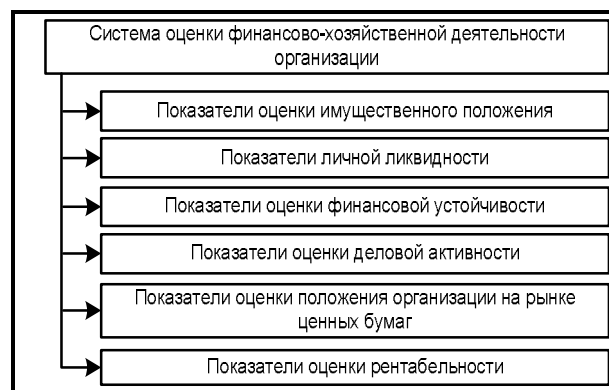 Система оценки финансово-хозяйственной деятельности
организации
Показатели оценки имущественного положения
Показатели личной ликвидности
Показатели оценки финансовой устойчивости
Показатели оценки деловой активности
Показатели оценки положения организации на рынке
ценных бумаг
Показатели оценки рентабельности